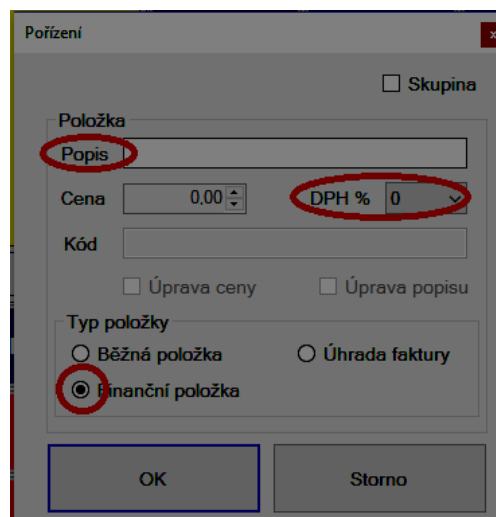 Pořízení
x
Skupina
Položka
Popis
Cena 0,00 DPH % 0
Kód
Úprava ceny Úprava popisu
Typ položky
Běžná položka Úhrada faktury
Finanční položka
OK Storno